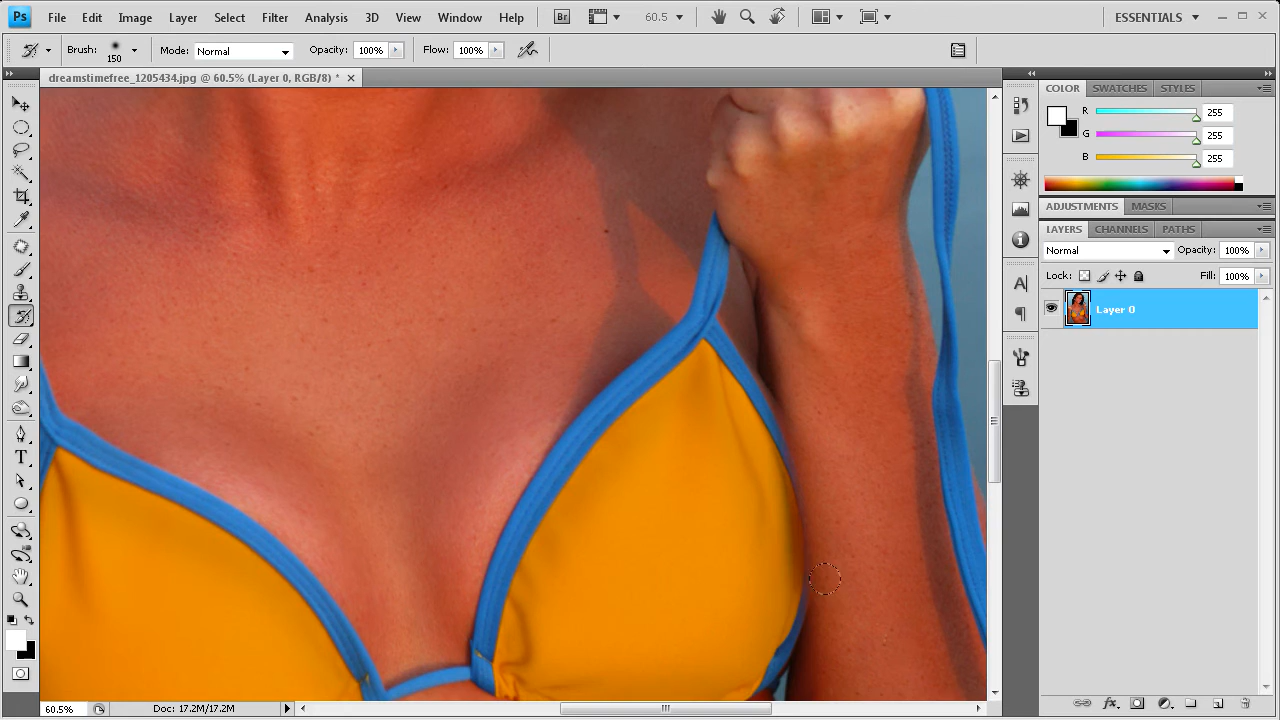 Ps File Edit Image Layer Select Filter Analysis 3D View Window Help Br 60.5 ESSENTIALS
Brush: 150 Mode: Normal Opacity: 100% Flow: 100%
dreamstimefree_1205434.jpg @ 60.5% (Layer 0, RGB/8) *
COLOR SWATCHES STYLES
R 255
G 255
B 255
ADJUSTMENTS MASKS
LAYERS CHANNELS PATHS
Normal Opacity: 100%
Lock: Fill: 100%
Layer 0
60.5% Doc: 17.2M/17.2M